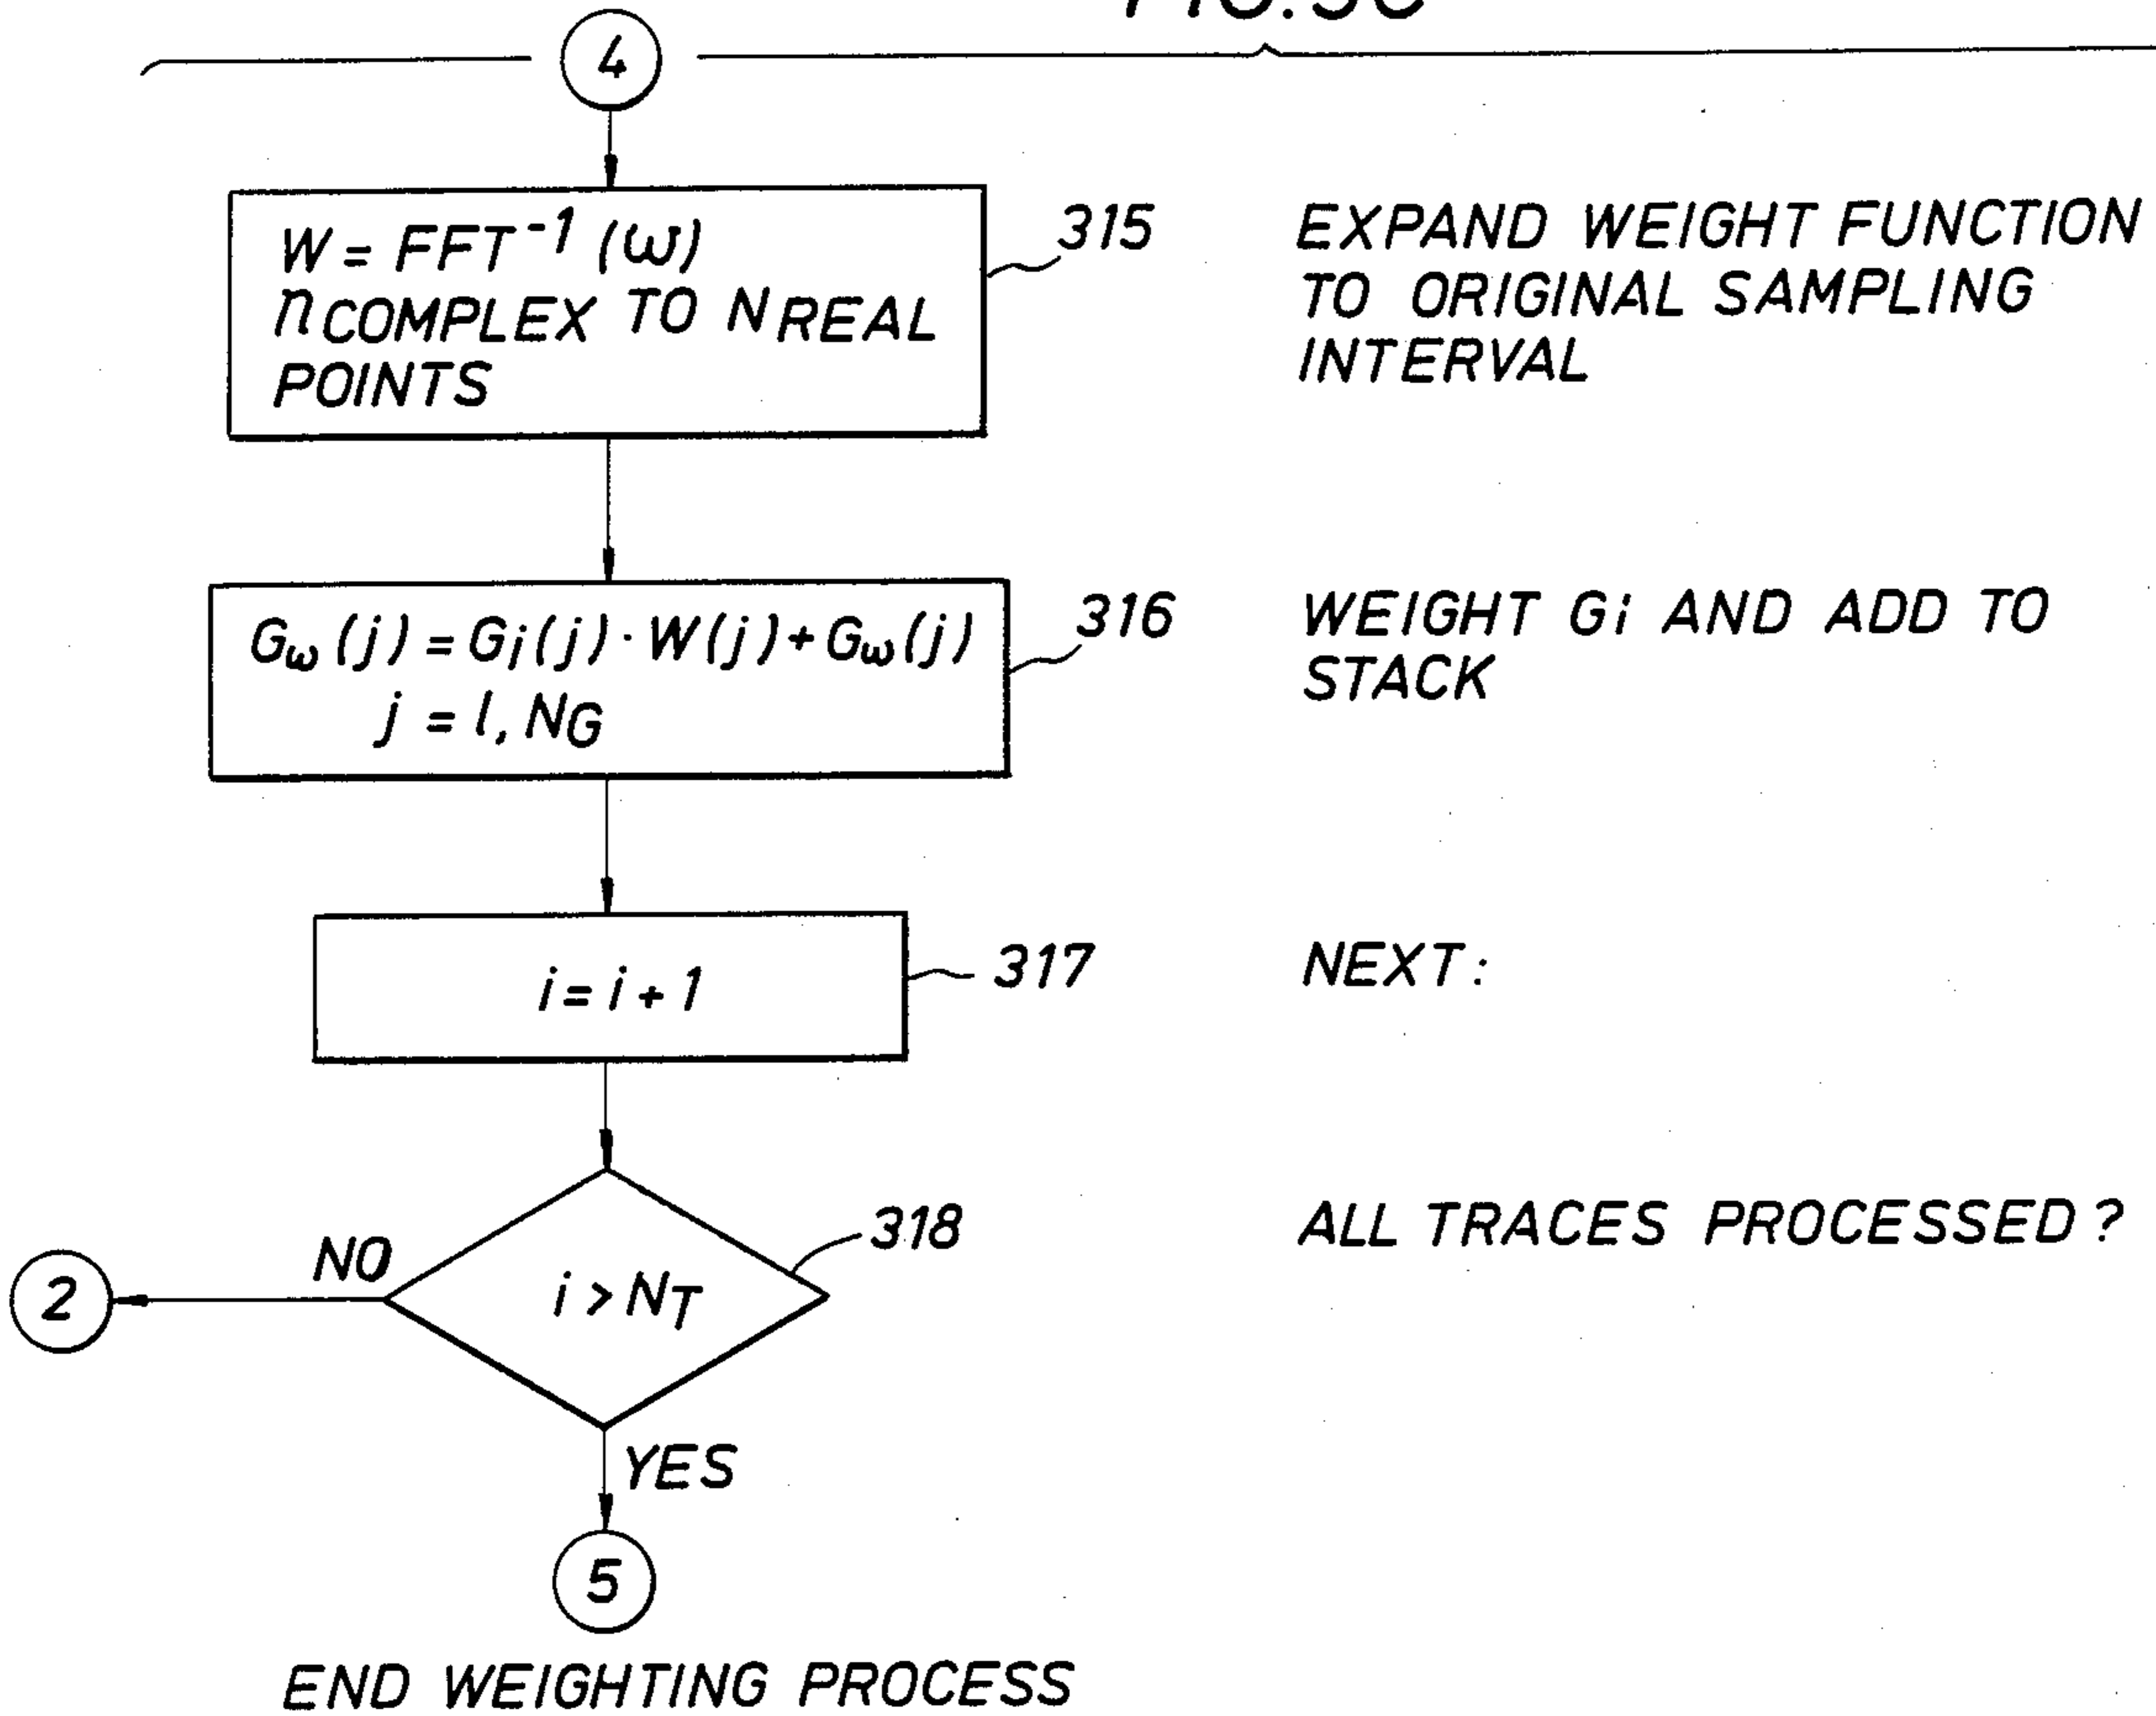 4
W = FFT⁻¹ (ω)
n COMPLEX TO N REAL
POINTS
315
EXPAND WEIGHT FUNCTION
TO ORIGINAL SAMPLING
INTERVAL
Gω (j) = Gi (j) · W(j) + Gω (j)
j = 1, NG
316
WEIGHT Gi AND ADD TO
STACK
i = i + 1
317
NEXT:
NO
2
i > NT
318
ALL TRACES PROCESSED?
YES
5
END WEIGHTING PROCESS